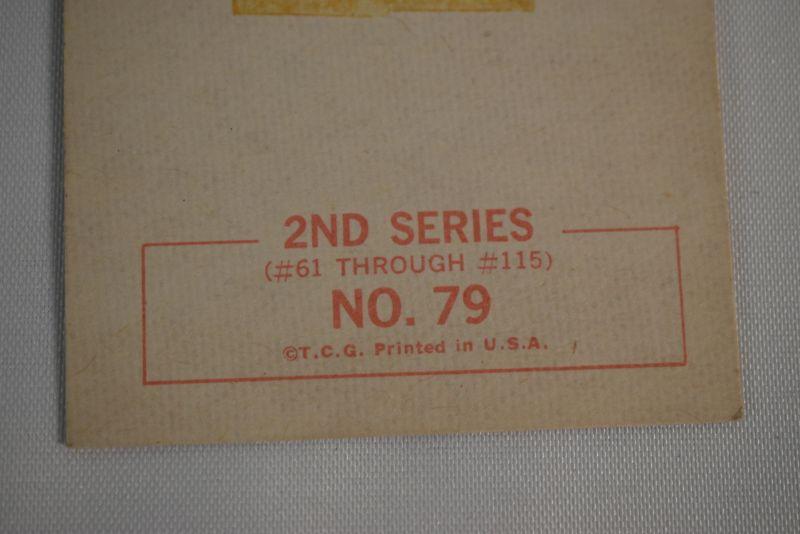 2ND SERIES
(#61 THROUGH #115)
NO. 79
©T.C.G. Printed in U.S.A.